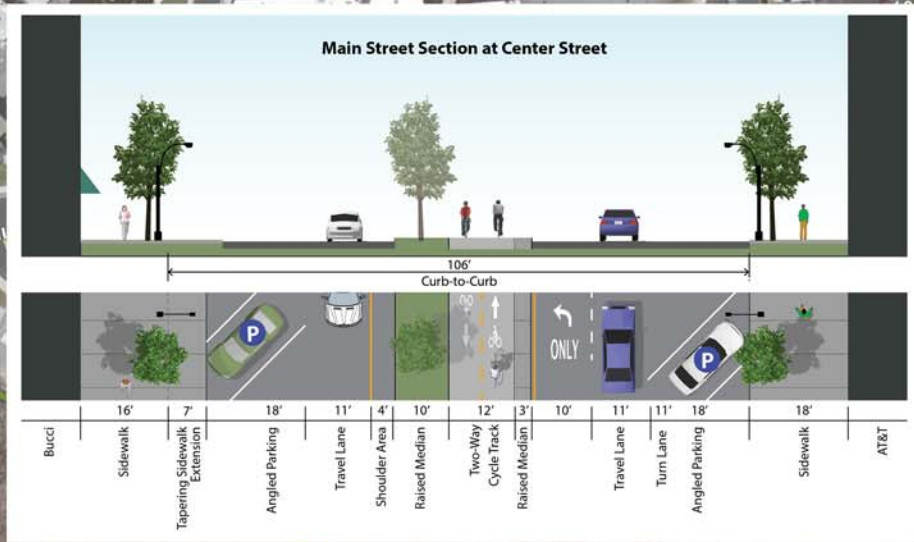 Main Street Section at Center Street
106'
Curb-to-Curb
P
ONLY
P
16'
7'
18'
11'
4'
10'
12'
3'
10'
11'
11'
18'
18'
Bucci
Sidewalk
Tapering Sidewalk
Extension
Angled Parking
Travel Lane
Shoulder Area
Raised Median
Two-Way
Cycle Track
Raised Median
Travel Lane
Turn Lane
Angled Parking
Sidewalk
AT&T